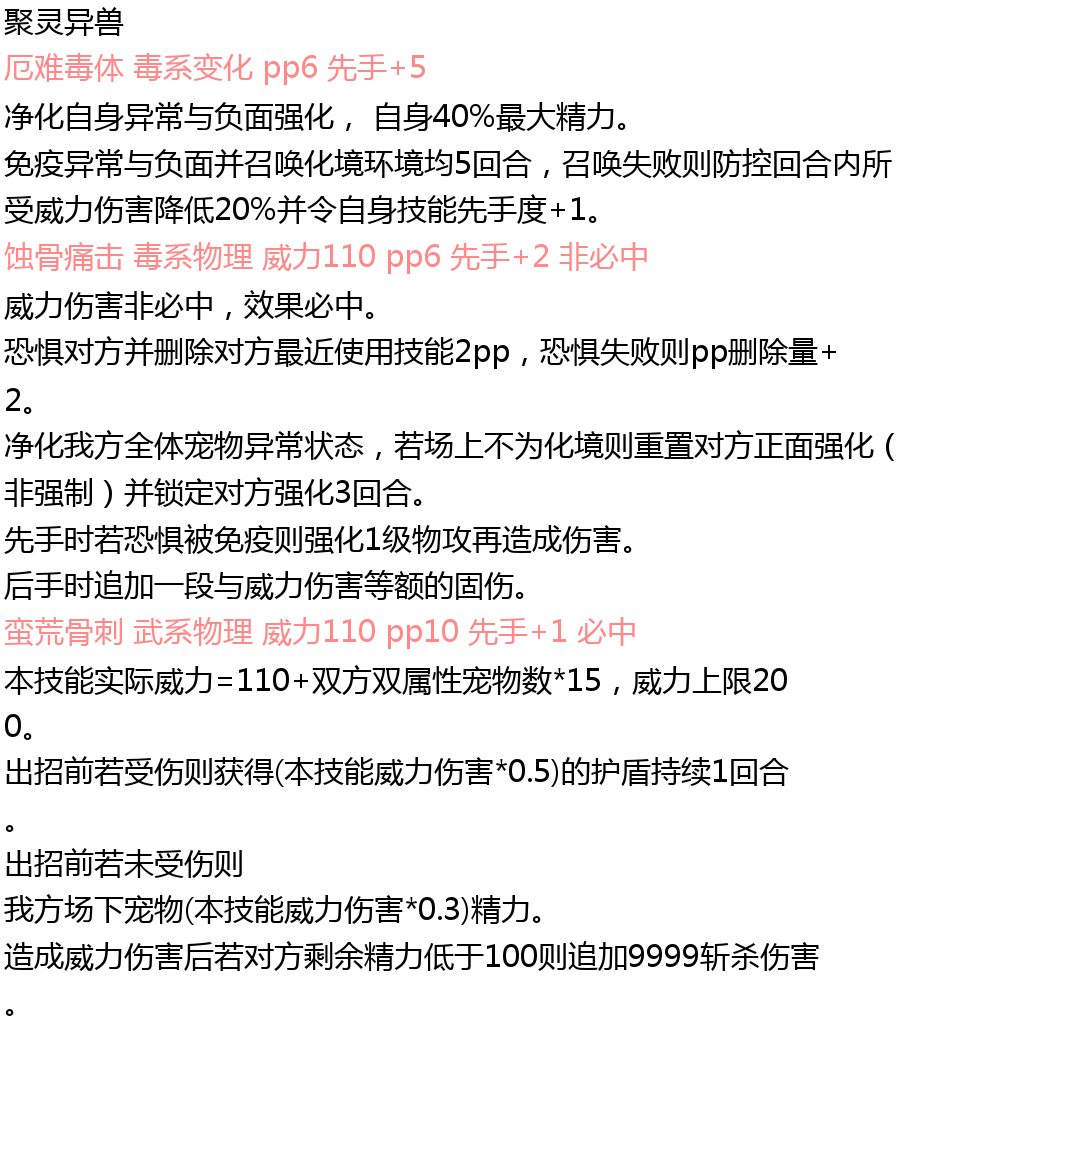 聚灵异兽
厄难毒体 毒系变化 pp6 先手+5
净化自身异常与负面强化， 自身40%最大精力。
免疫异常与负面并召唤化境环境均5回合，召唤失败则防控回合内所
受威力伤害降低20%并令自身技能先手度+1。
蚀骨痛击 毒系物理 威力110 pp6 先手+2 非必中
威力伤害非必中，效果必中。
恐惧对方并删除对方最近使用技能2pp，恐惧失败则pp删除量+
2。
净化我方全体宠物异常状态，若场上不为化境则重置对方正面强化（
非强制）并锁定对方强化3回合。
先手时若恐惧被免疫则强化1级物攻再造成伤害。
后手时追加一段与威力伤害等额的固伤。
蛮荒骨刺 武系物理 威力110 pp10 先手+1 必中
本技能实际威力=110+双方双属性宠物数*15，威力上限20
0。
出招前若受伤则获得(本技能威力伤害*0.5)的护盾持续1回合
。
出招前若未受伤则
我方场下宠物(本技能威力伤害*0.3)精力。
造成威力伤害后若对方剩余精力低于100则追加9999斩杀伤害
。